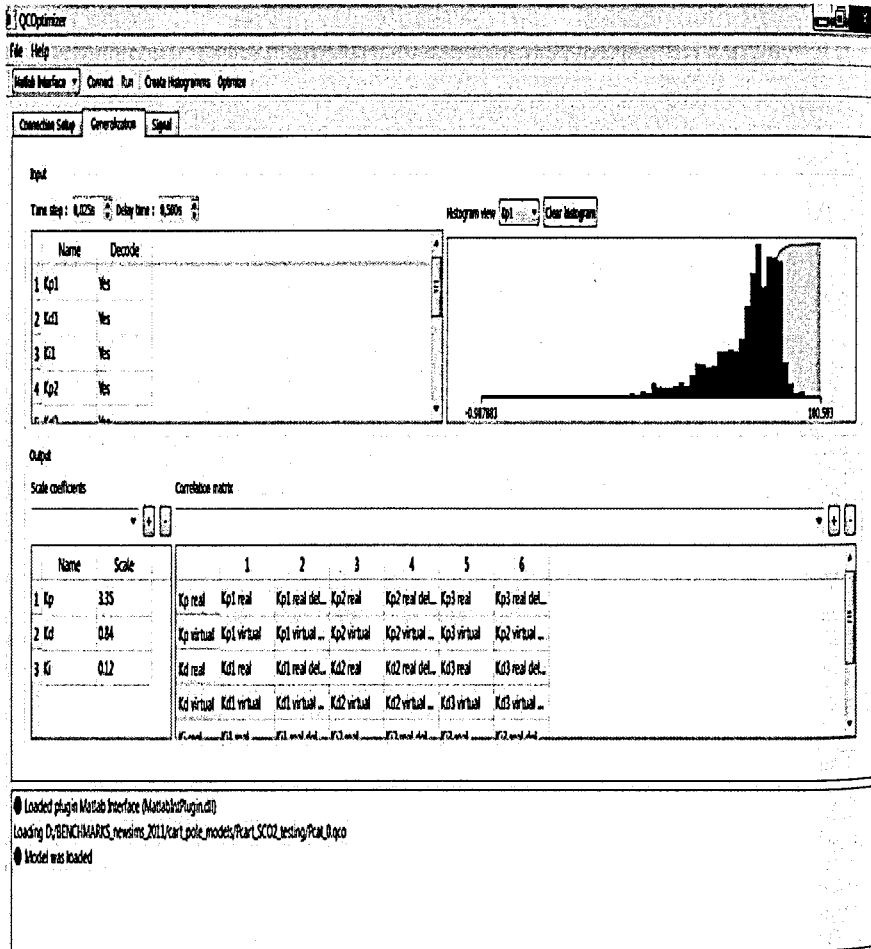 QCOptimizer
File Help
Matlab Interface Connect Run Create Histogramms Optimize
Connection Setup Generalization Signal
Input
Time step : 0,025s Delay time : 0,500s
Histogram view Kp1 Clear histogram
Name Decode
1 Kp1 Yes
2 Kd1 Yes
3 Ki1 Yes
4 Kp2 Yes
-0.987883 100.593
Output
Scale coefficients Correlation matrix
+ - + -
Name Scale
1 Kp 3.35
2 Kd 0.84
3 Ki 0.12
1 2 3 4 5 6
Kp real Kp1 real Kp1 real del... Kp2 real Kp2 real del... Kp3 real Kp3 real del...
Kp virtual Kp1 virtual Kp1 virtual ... Kp2 virtual Kp2 virtual ... Kp3 virtual Kp2 virtual ...
Kd real Kd1 real Kd1 real del... Kd2 real Kd2 real del... Kd3 real Kd3 real del...
Kd virtual Kd1 virtual Kd1 virtual ... Kd2 virtual Kd2 virtual ... Kd3 virtual Kd3 virtual ...
Loaded plugin Matlab Interface (MatlabIntPlugin.dll)
Loading D:/BENCHMARKS_newsims_2011/cart_pole_models/Pcart_SCO2_testing/Pcat_0.qco
Model was loaded